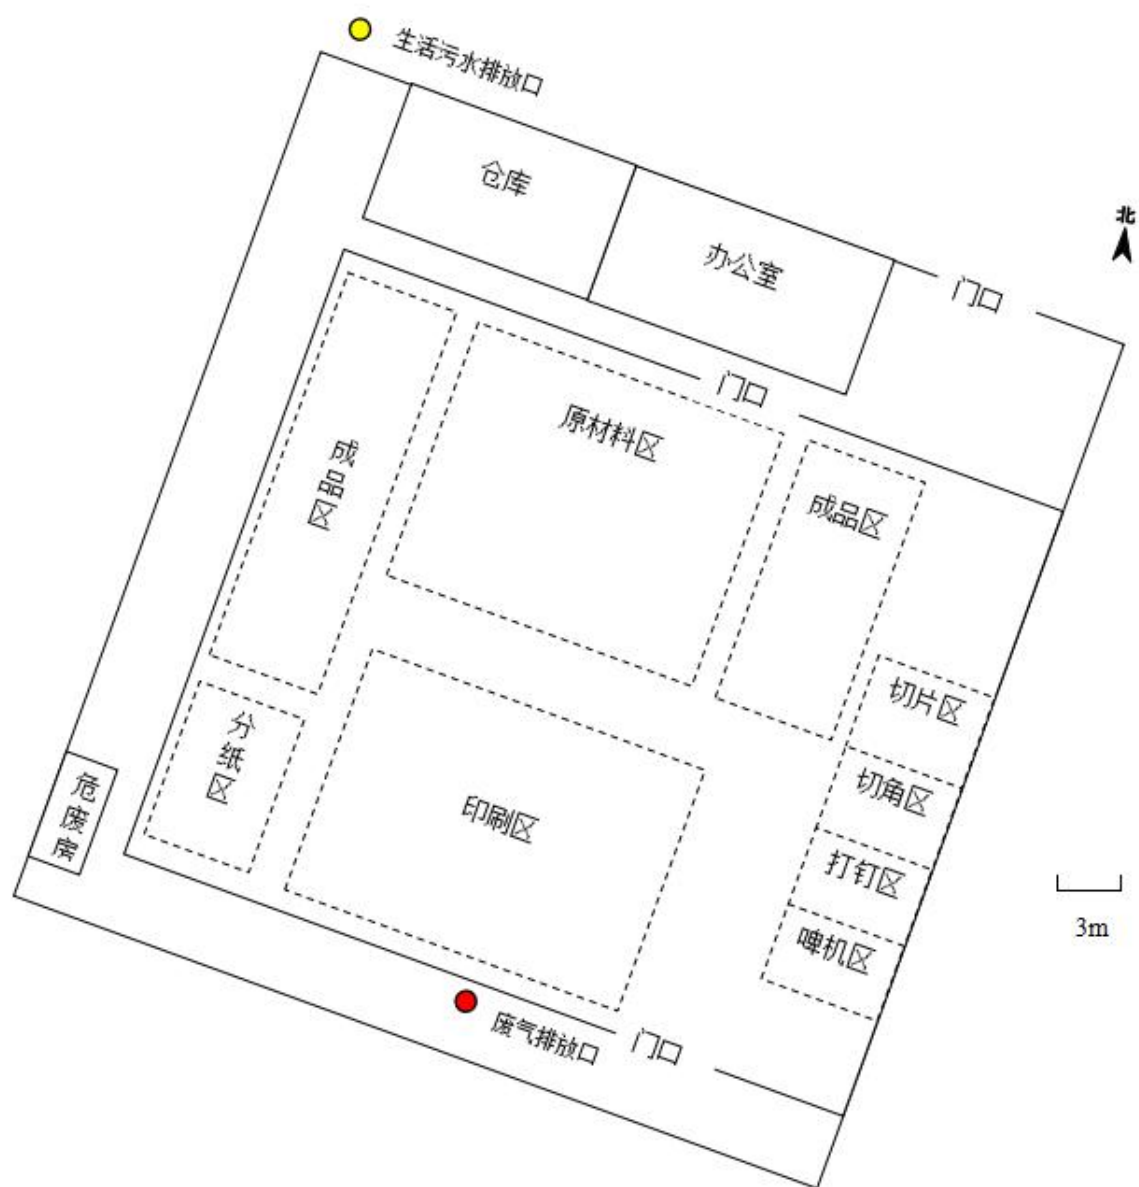 生活污水排放口
仓库
北
办公室
门口
门口
原材料区
成品区
成品区
切片区
分纸区
危废房
切角区
印刷区
打钉区
3m
啤机区
废气排放口
门口